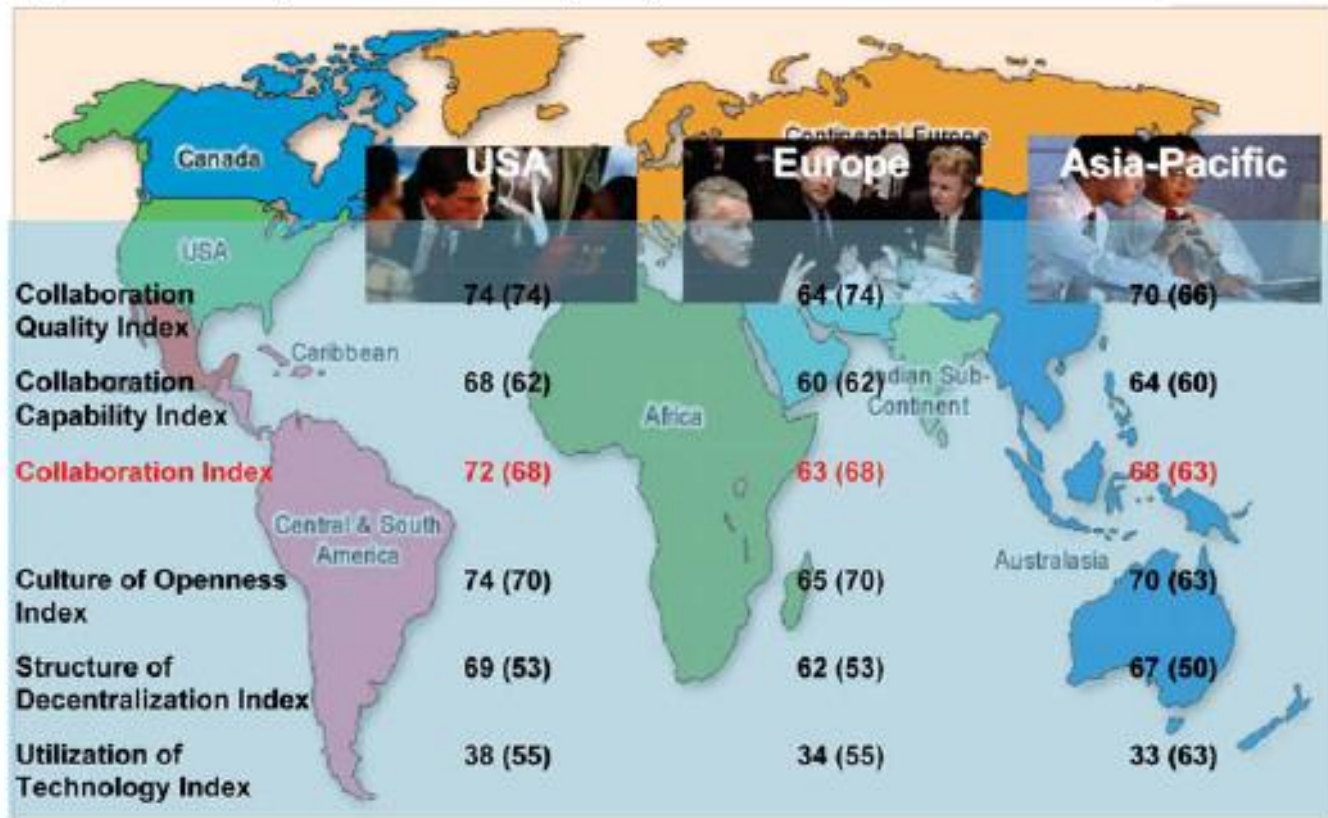 Canada
Continental Europe
USA
Europe
Asia-Pacific
USA
Collaboration
Quality Index
74 (74)
64 (74)
70 (66)
Caribbean
Collaboration
Capability Index
68 (62)
60 (62)
64 (60)
Indian Sub-
Continent
Africa
Collaboration Index
72 (68)
63 (68)
68 (63)
Central & South
America
Australasia
Culture of Openness
Index
74 (70)
65 (70)
70 (63)
Structure of
Decentralization Index
69 (53)
62 (53)
67 (50)
Utilization of
Technology Index
38 (55)
34 (55)
33 (63)